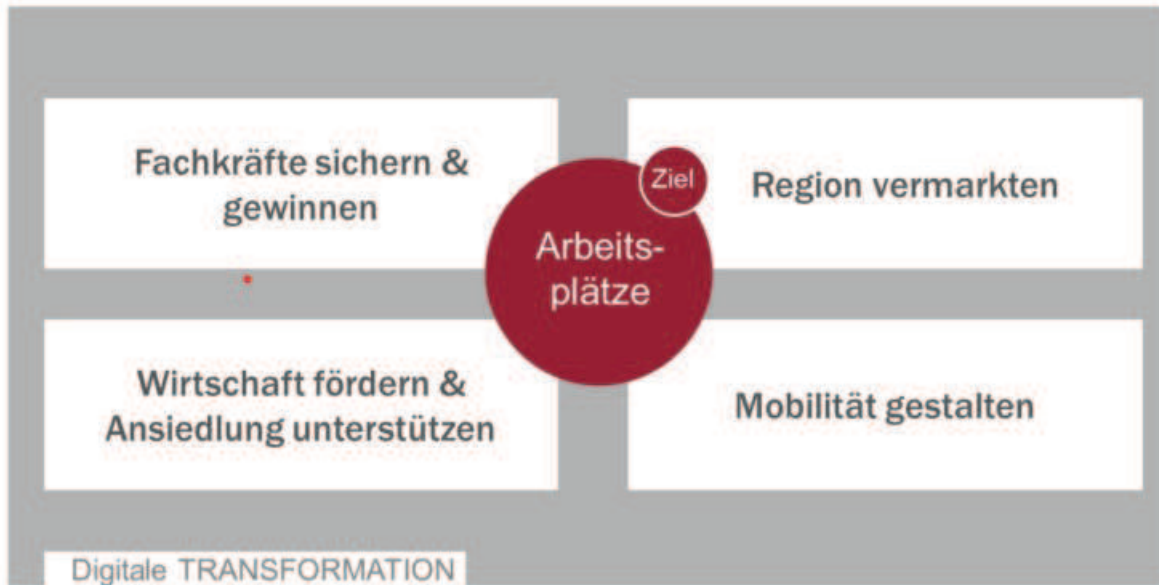 Fachkräfte sichern &
gewinnen
Region vermarkten
Ziel
Arbeits-
plätze
Wirtschaft fördern &
Ansiedlung unterstützen
Mobilität gestalten
Digitale TRANSFORMATION